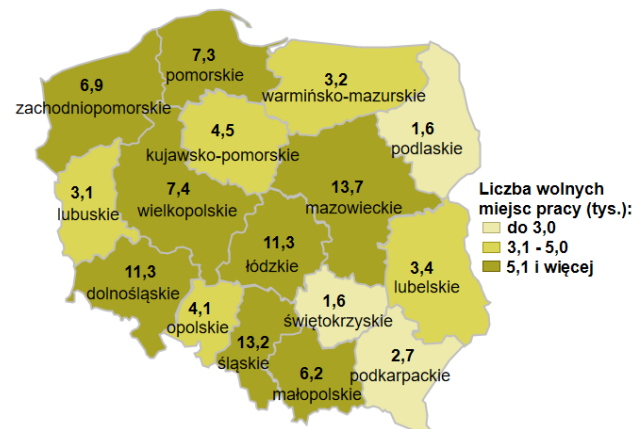 7,3
pomorskie
6,9
zachodniopomorskie
3,2
warmińsko-mazurskie
1,6
podlaskie
4,5
kujawsko-pomorskie
3,1
lubuskie
7,4
wielkopolskie
13,7
mazowieckie
Liczba wolnych
miejsc pracy (tys.):
do 3,0
3,1 - 5,0
5,1 i więcej
11,3
łódzkie
11,3
dolnośląskie
3,4
lubelskie
4,1
opolskie
1,6
świętokrzyskie
13,2
śląskie
6,2
małopolskie
2,7
podkarpackie